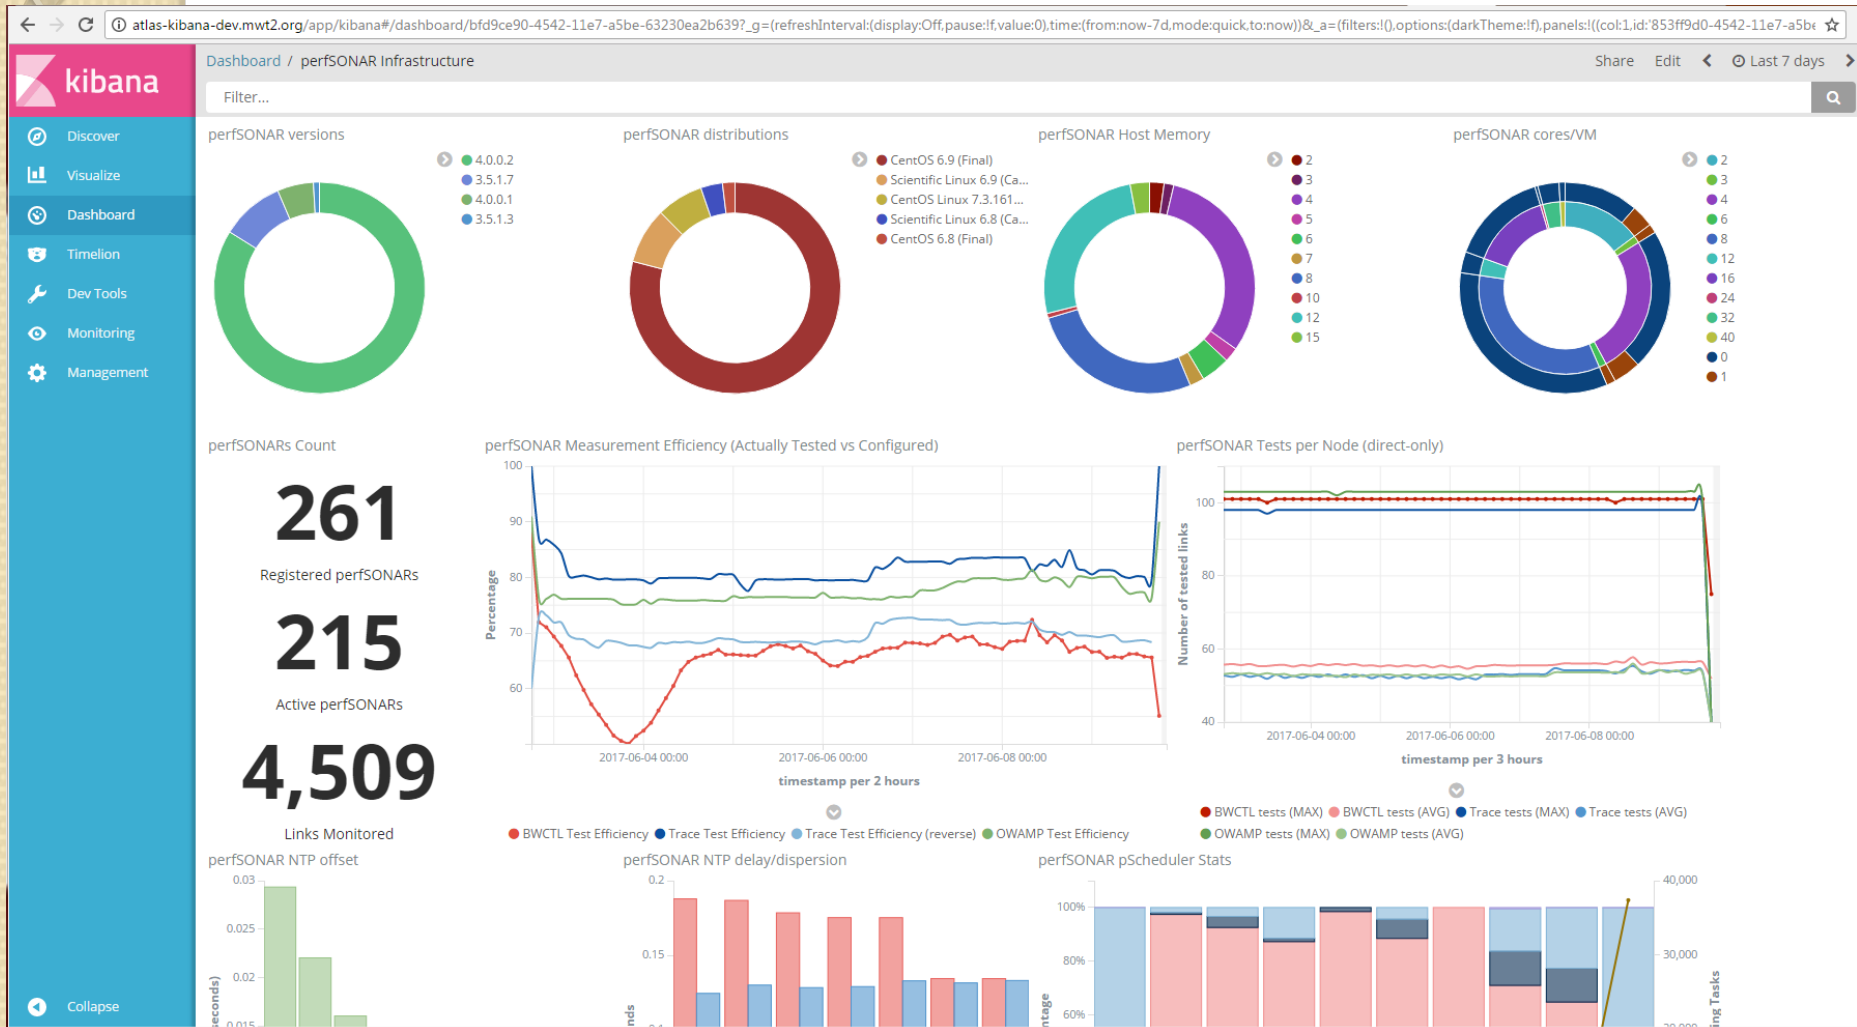 atlas-kibana-dev.mwt2.org/app/kibana#/dashboard/bfd9ce90-4542-11e7-a5be-63230ea2b639?_g=(refreshInterval:(display:Off,pause:!f,value:0),time:(from:now-7d,mode:quick,to:now))&_a=(filters:!(),options:(darkTheme:!f),panels:!((col:1,id:'853ff9d0-4542-11e7-a5be
kibana
Dashboard / perfSONAR Infrastructure
Share Edit Last 7 days
Filter...
Discover
Visualize
Dashboard
Timelion
Dev Tools
Monitoring
Management
Collapse
perfSONAR versions
4.0.0.2
3.5.1.7
4.0.0.1
3.5.1.3
perfSONAR distributions
CentOS 6.9 (Final)
Scientific Linux 6.9 (Ca...
CentOS Linux 7.3.161...
Scientific Linux 6.8 (Ca...
CentOS 6.8 (Final)
perfSONAR Host Memory
2
3
4
5
6
7
8
10
12
15
perfSONAR cores/VM
2
3
4
6
8
12
16
24
32
40
0
1
perfSONARs Count
261
Registered perfSONARs
215
Active perfSONARs
4,509
Links Monitored
perfSONAR Measurement Efficiency (Actually Tested vs Configured)
100
90
80
70
60
Percentage
2017-06-04 00:00
2017-06-06 00:00
2017-06-08 00:00
timestamp per 2 hours
BWCTL Test Efficiency Trace Test Efficiency Trace Test Efficiency (reverse) OWAMP Test Efficiency
perfSONAR Tests per Node (direct-only)
100
80
60
40
Number of tested links
2017-06-04 00:00
2017-06-06 00:00
2017-06-08 00:00
timestamp per 3 hours
BWCTL tests (MAX) BWCTL tests (AVG) Trace tests (MAX) Trace tests (AVG)
OWAMP tests (MAX) OWAMP tests (AVG)
perfSONAR NTP offset
0.03
0.025
0.02
0.015
seconds)
perfSONAR NTP delay/dispersion
0.2
0.15
nds
perfSONAR pScheduler Stats
100%
80%
60%
ntage
40,000
30,000
ing Tasks